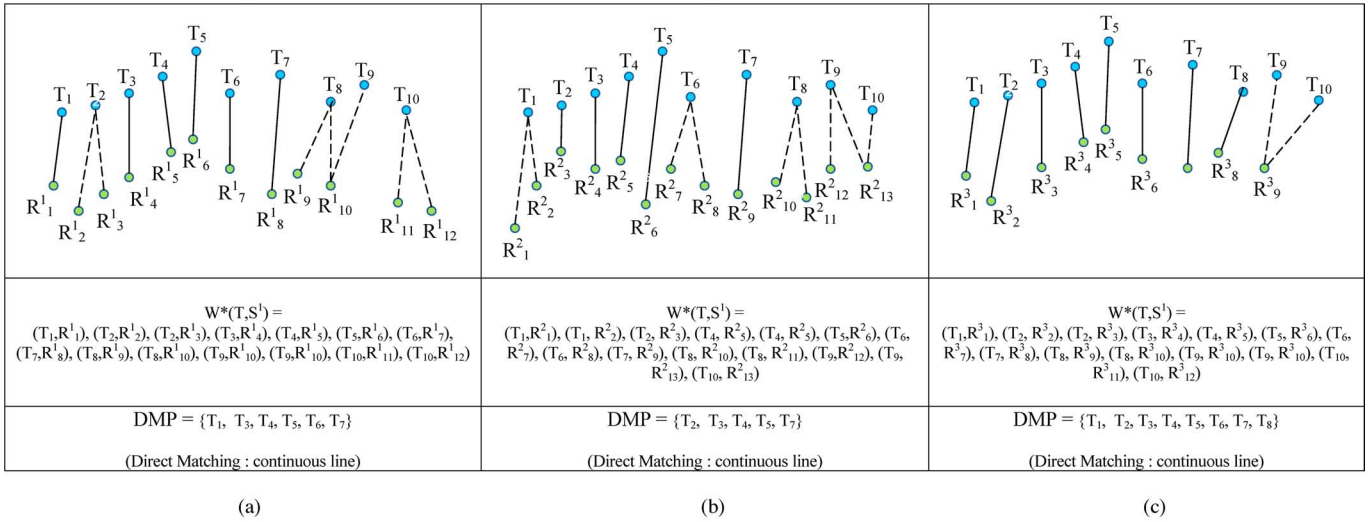 T₁ T₂ T₃ T₄ T₅ T₆ T₇ T₈ T₉ T₁₀
R¹₁ R¹₂ R¹₃ R¹₄ R¹₅ R¹₆ R¹₇ R¹₈ R¹₉ R¹₁₀ R¹₁₁ R¹₁₂
T₁ T₂ T₃ T₄ T₅ T₆ T₇ T₈ T₉ T₁₀
R²₁ R²₂ R²₃ R²₄ R²₅ R²₆ R²₇ R²₈ R²₉ R²₁₀ R²₁₁ R²₁₂ R²₁₃
T₁ T₂ T₃ T₄ T₅ T₆ T₇ T₈ T₉ T₁₀
R³₁ R³₂ R³₃ R³₄ R³₅ R³₆ R³₈ R³₉
W*(T,S¹) =
(T₁,R¹₁), (T₂,R¹₂), (T₂,R¹₃), (T₃,R¹₄), (T₄,R¹₅), (T₅,R¹₆), (T₆,R¹₇),
(T₇,R¹₈), (T₈,R¹₉), (T₈,R¹₁₀), (T₉,R¹₁₀), (T₉,R¹₁₀), (T₁₀,R¹₁₁), (T₁₀,R¹₁₂)
W*(T,S¹) =
(T₁,R²₁), (T₁, R²₂), (T₂, R²₃), (T₄, R²₅), (T₄, R²₅), (T₅,R²₆), (T₆,
R²₇), (T₆, R²₈), (T₇, R²₉), (T₈, R²₁₀), (T₈, R²₁₁), (T₉,R²₁₂), (T₉,
R²₁₃), (T₁₀, R²₁₃)
W*(T,S¹) =
(T₁,R³₁), (T₂, R³₂), (T₂, R³₃), (T₃, R³₄), (T₄, R³₅), (T₅, R³₆), (T₆,
R³₇), (T₇, R³₈), (T₈, R³₉), (T₈, R³₁₀), (T₉, R³₁₀), (T₉, R³₁₀), (T₁₀,
R³₁₁), (T₁₀, R³₁₂)
DMP = {T₁, T₃, T₄, T₅, T₆, T₇}
(Direct Matching : continuous line)
DMP = {T₂, T₃, T₄, T₅, T₇}
(Direct Matching : continuous line)
DMP = {T₁, T₂, T₃, T₄, T₅, T₆, T₇, T₈}
(Direct Matching : continuous line)
(a)
(b)
(c)